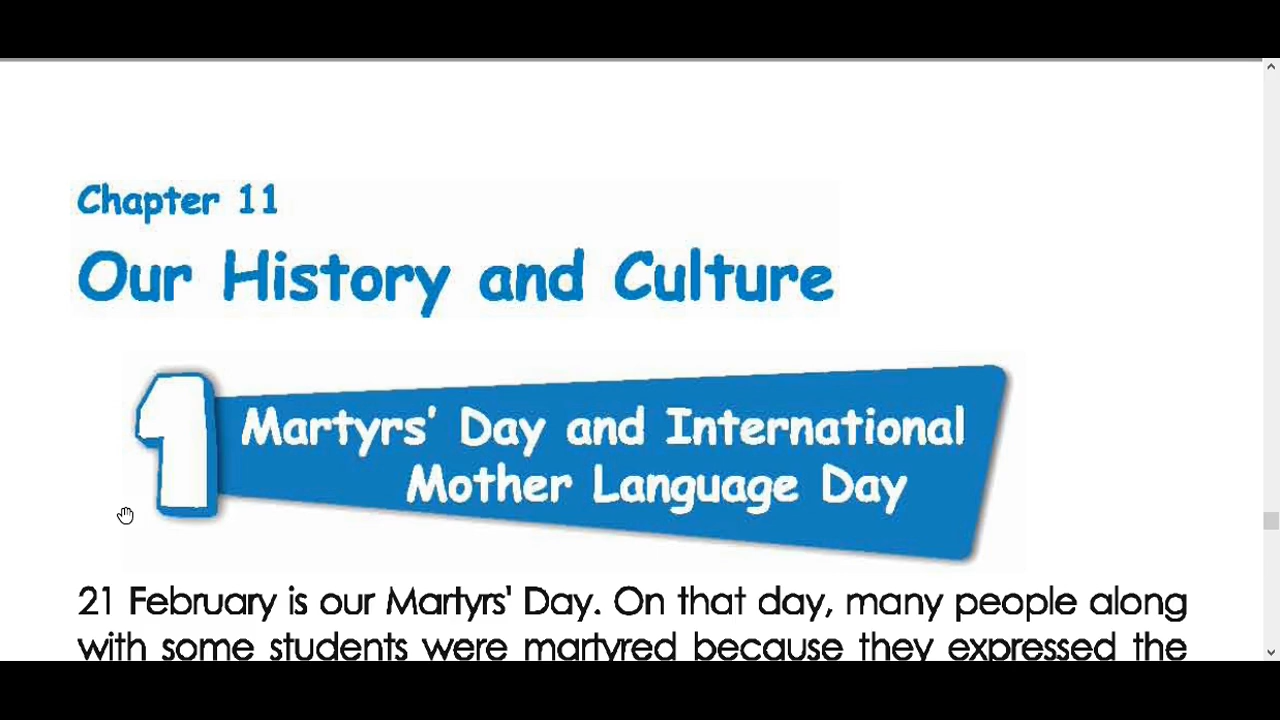 Chapter 11
Our History and Culture
1
Martyrs' Day and International
Mother Language Day
21 February is our Martyrs' Day. On that day, many people along
with some students were martyred because they expressed the